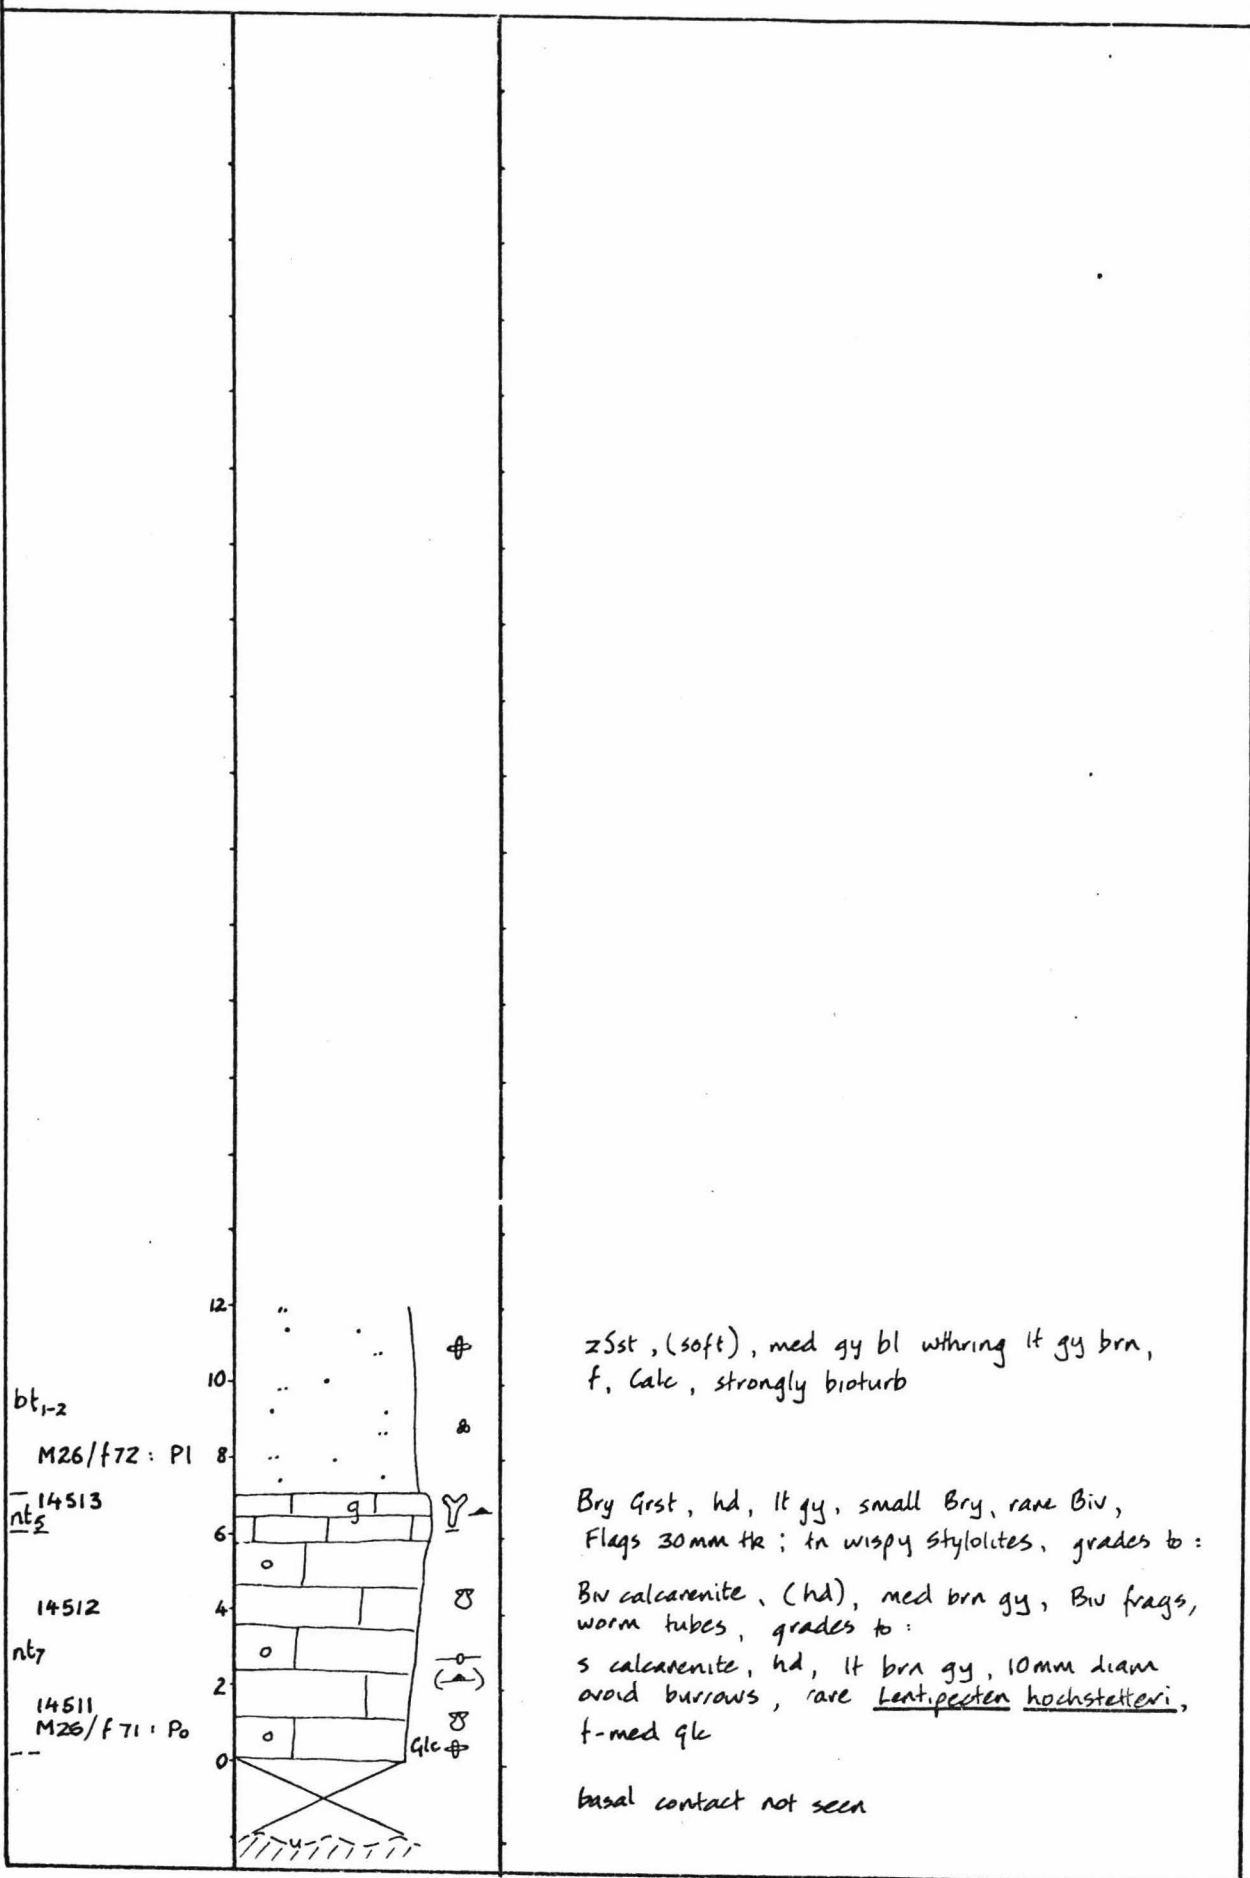 12
zSst, (soft), med gy bl wthring lt gy brn,
10
f, Calc, strongly bioturb
bt1-2
M26/f72 : Pl 8
14513
g
Bry Grst, hd, lt gy, small Bry, rare Biv,
nt5
6
Flags 30mm tk ; tn wispy stylolites, grades to :
14512
4
Biv calcarenite, (hd), med brn gy, Biv frags,
worm tubes, grades to :
nt7
s calcarenite, hd, lt brn gy, 10mm diam
2
ovoid burrows, rare Lentipecten hochstetteri,
14511
M26/f71 : Po
f-med glc
Glc
0
basal contact not seen
u